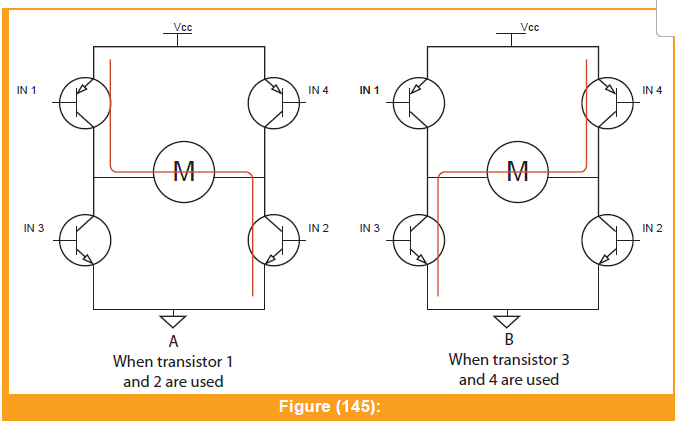 Vcc
IN 1
IN 4
M
IN 3
IN 2
A
When transistor 1
and 2 are used
Vcc
IN 1
IN 4
M
IN 3
IN 2
B
When transistor 3
and 4 are used
Figure (145):